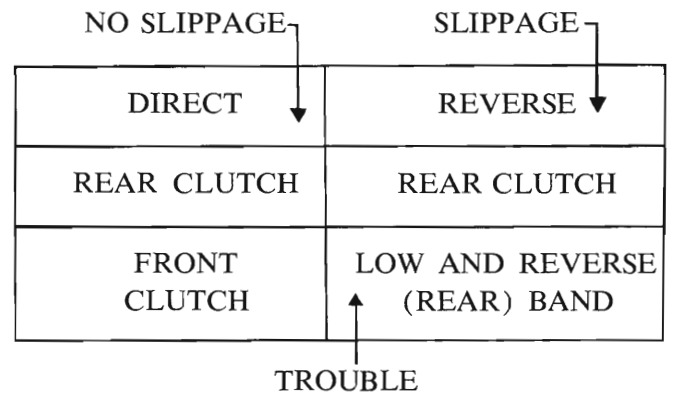 NO SLIPPAGE
SLIPPAGE
DIRECT
REVERSE
REAR CLUTCH
REAR CLUTCH
FRONT
CLUTCH
LOW AND REVERSE
(REAR) BAND
TROUBLE